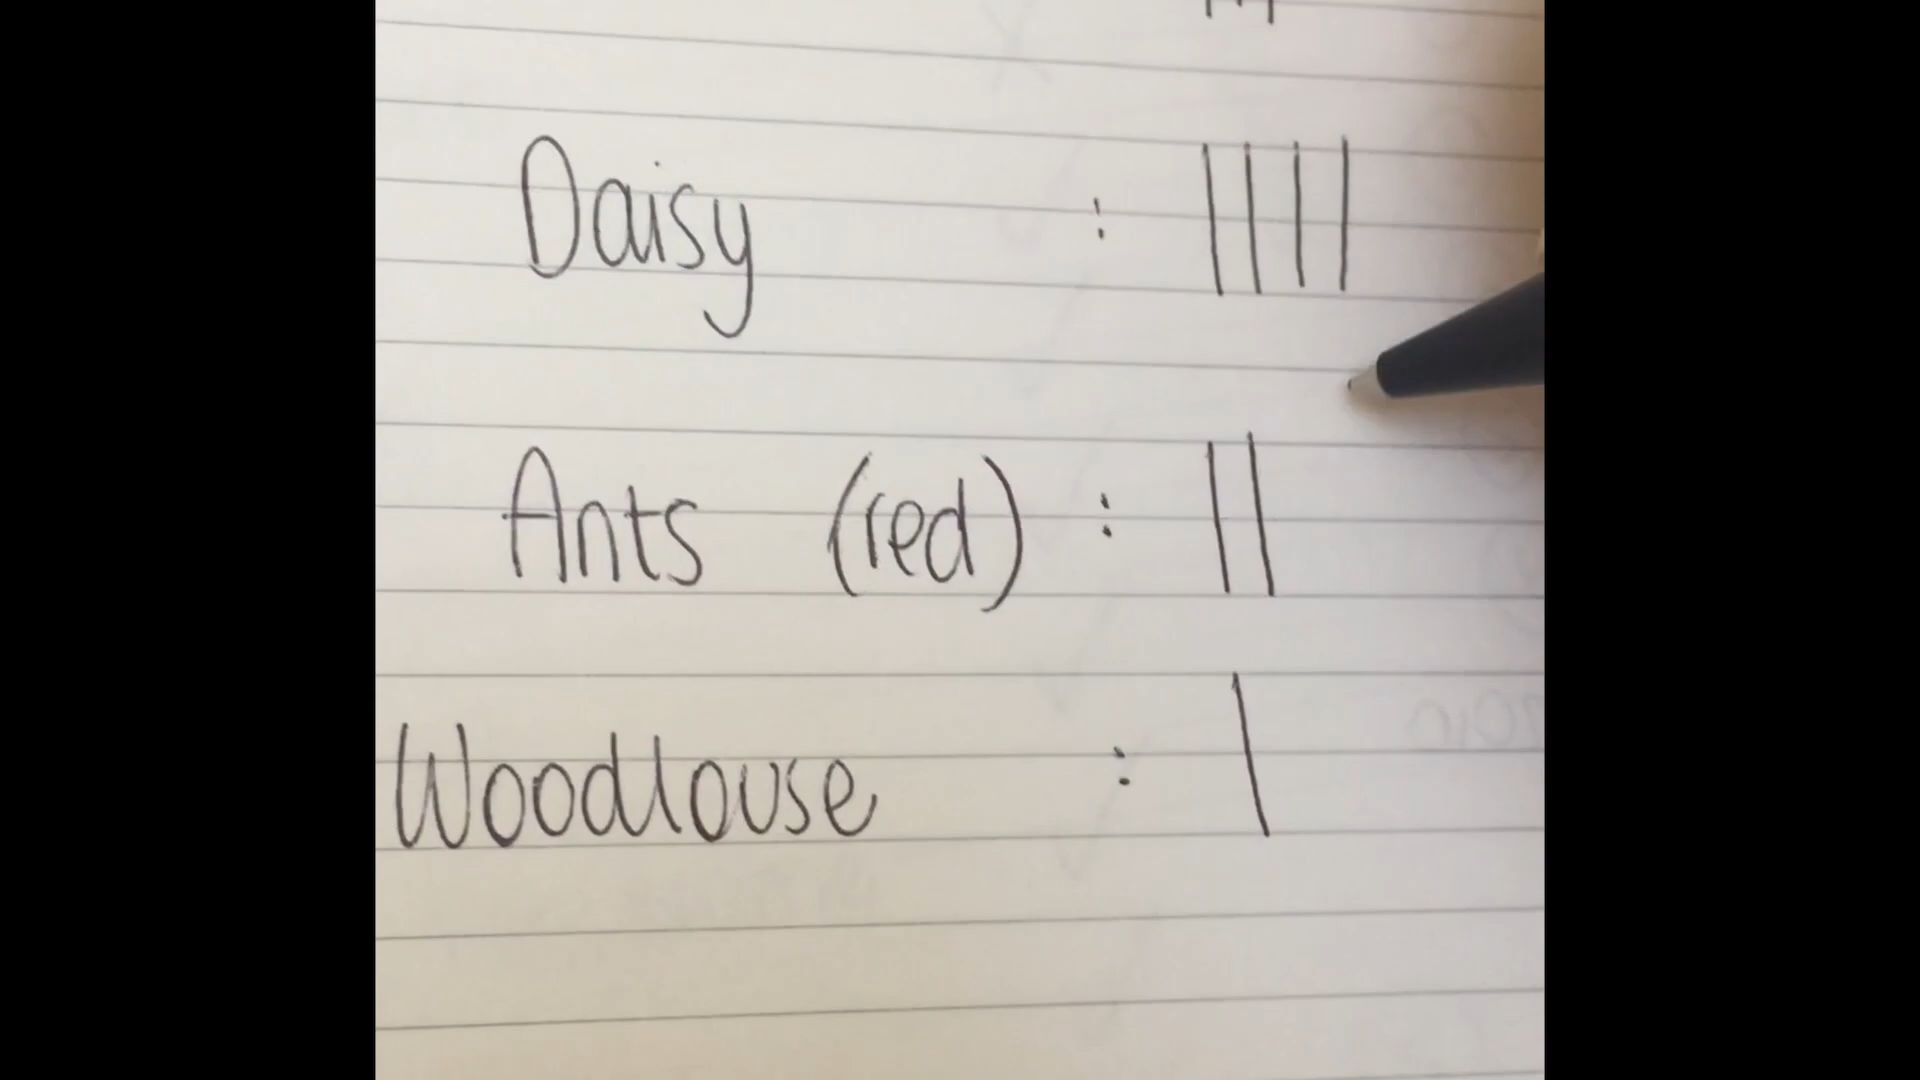 Daisy : ||||
Ants (red) : ||
Woodlouse : |